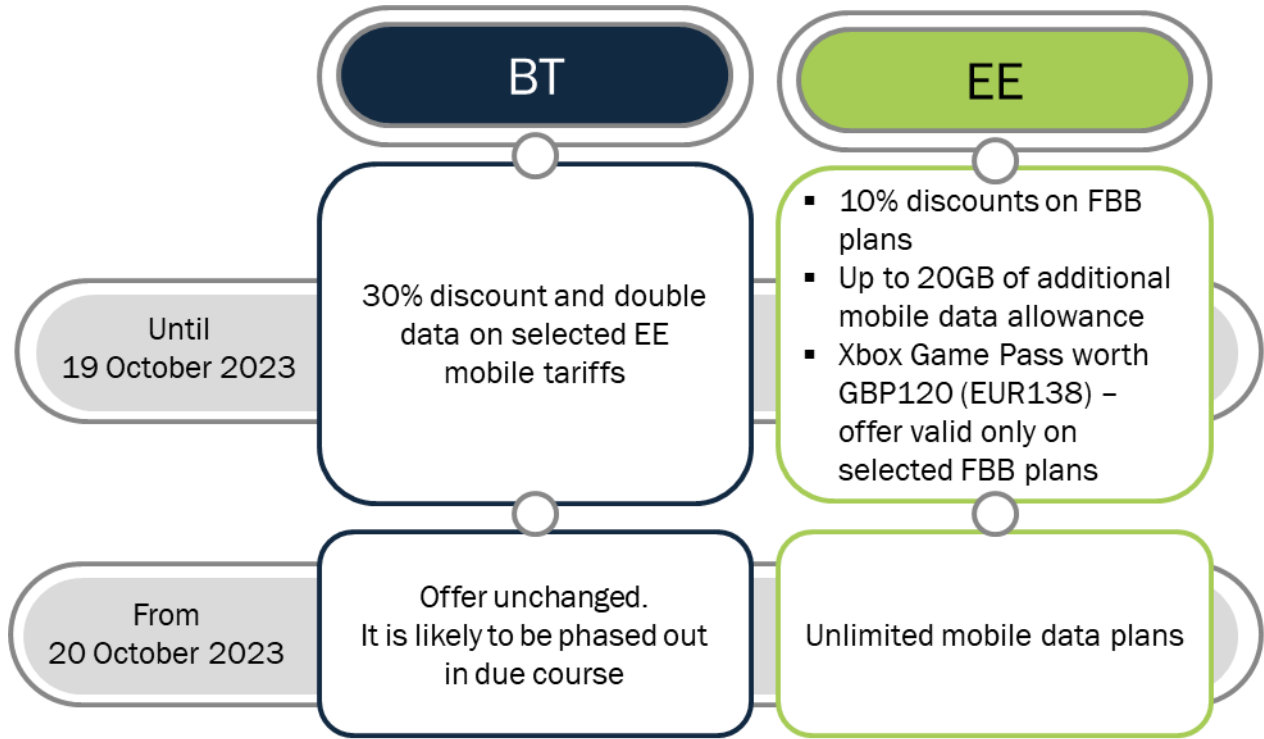 BT
EE
Until
19 October 2023
30% discount and double
data on selected EE
mobile tariffs
▪ 10% discounts on FBB
plans
▪ Up to 20GB of additional
mobile data allowance
▪ Xbox Game Pass worth
GBP120 (EUR138) –
offer valid only on
selected FBB plans
From
20 October 2023
Offer unchanged.
It is likely to be phased out
in due course
Unlimited mobile data plans